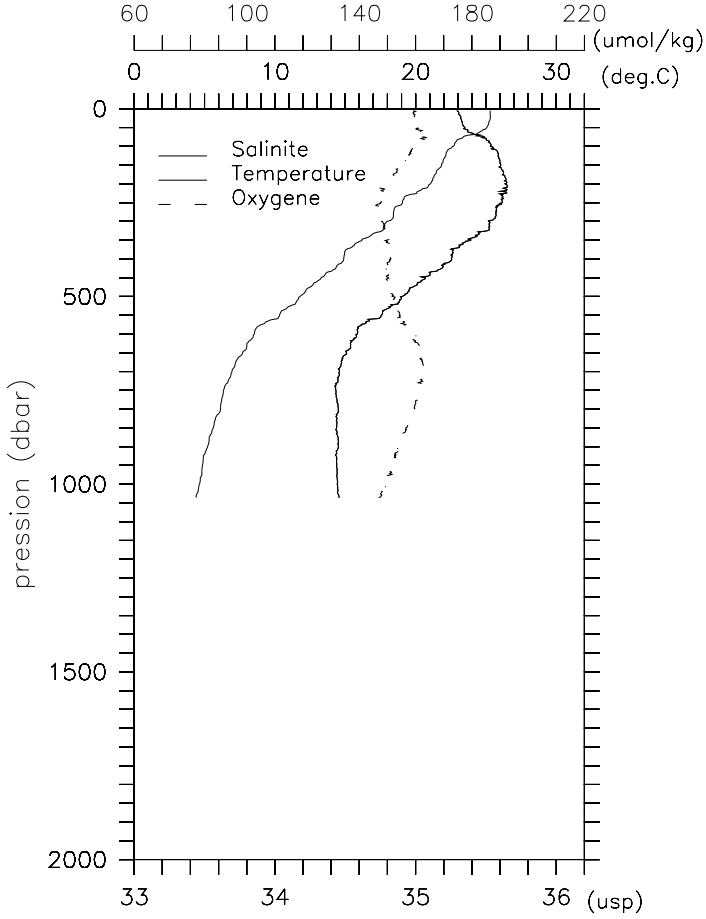 60 100 140 180 220
(umol/kg)
0 10 20 30
(deg.C)
0
Salinite
Temperature
Oxygene
500
pression (dbar)
1000
1500
2000
33 34 35 36 (usp)